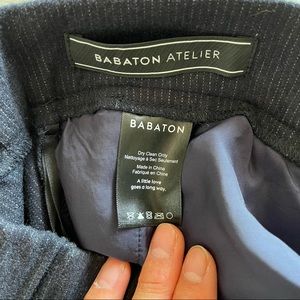 BABATON ATELIER
BABATON
Dry Clean Only
Nettoyage à Sec Seulement
Made in China
Fabriqué en Chine
A little love
goes a long way.